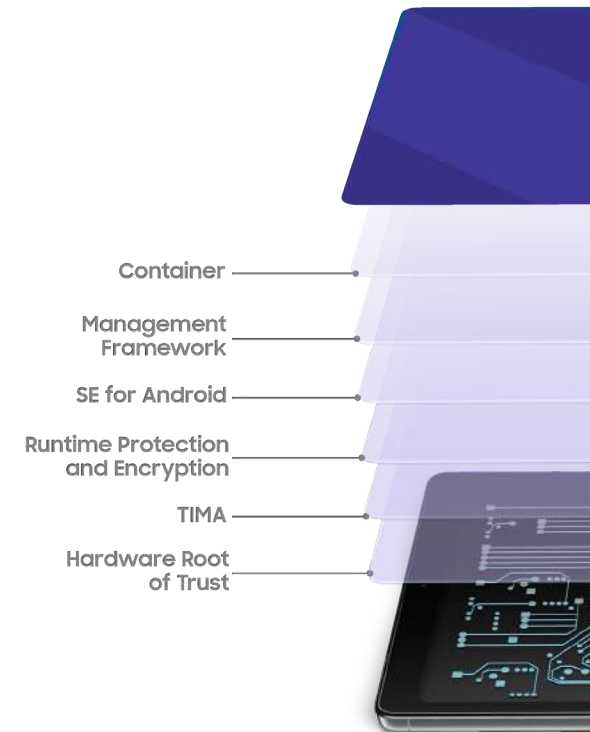 Container
Management
Framework
SE for Android
Runtime Protection
and Encryption
TIMA
Hardware Root
of Trust